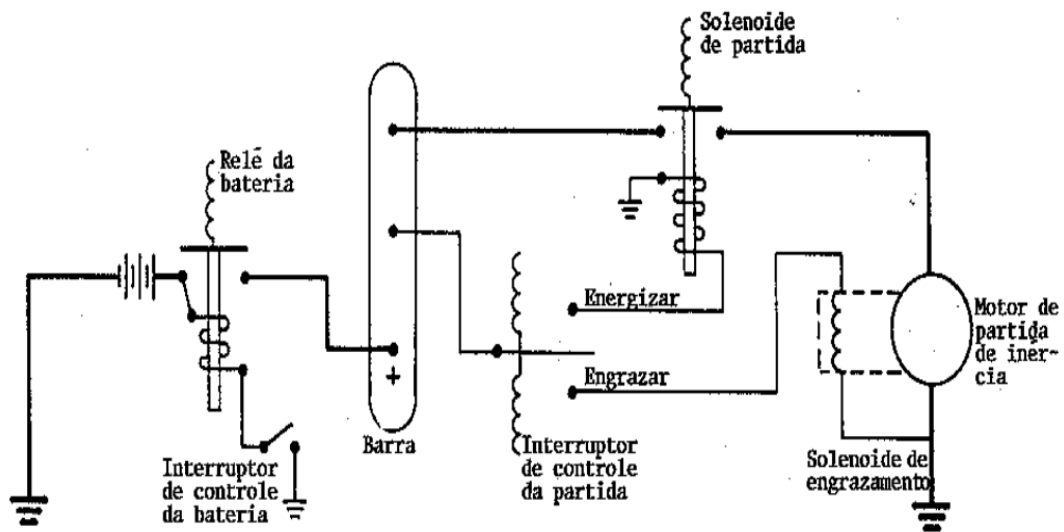 Solenoide
de partida
Relé da
bateria
Energizar
Motor de
partida
de inér-
cia
Engrazar
+
Barra
Interruptor
de controle
da bateria
Interruptor
de controle
da partida
Solenoide de
engrazamento